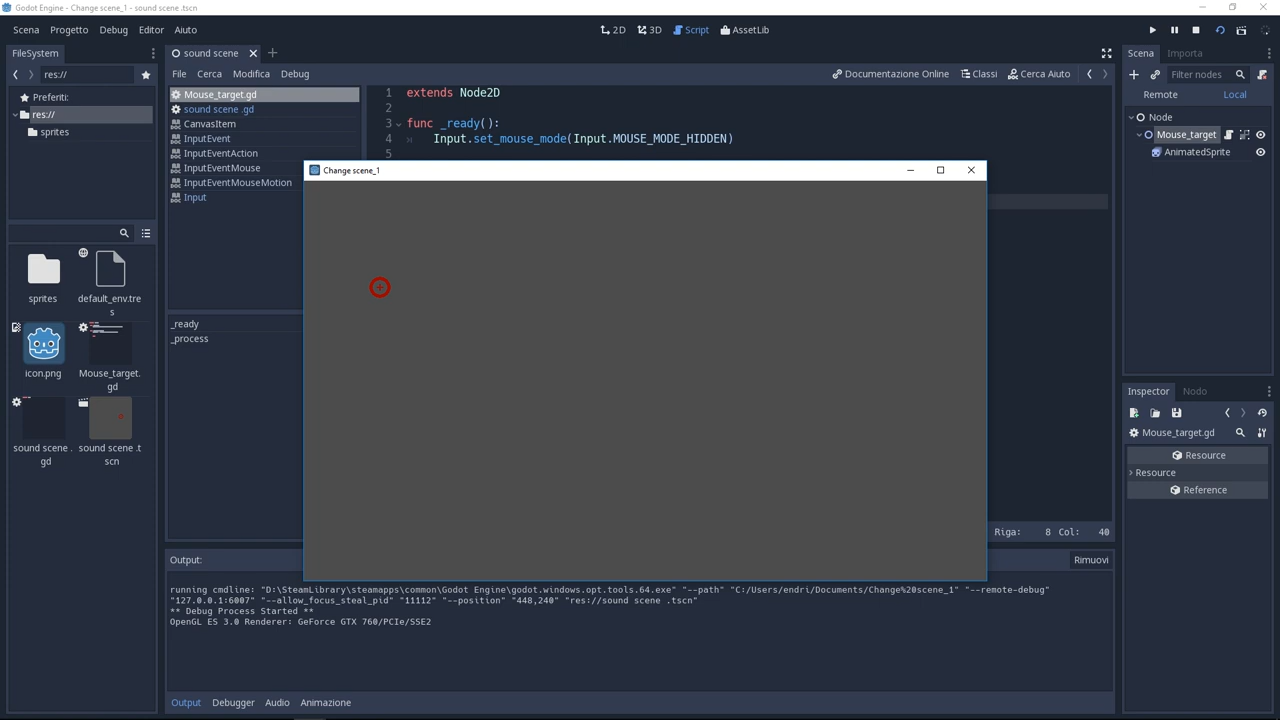 Godot Engine - Change scene_1 - sound scene .tscn
Scena Progetto Debug Editor Aiuto
2D 3D Script AssetLib
FileSystem
res://
Preferiti:
res://
sprites
sprites
default_env.tre
s
icon.png
Mouse_target.
gd
sound scene .
gd
sound scene .t
scn
sound scene
File Cerca Modifica Debug
Documentazione Online Classi Cerca Aiuto
Mouse_target.gd
sound scene .gd
CanvasItem
InputEvent
InputEventAction
InputEventMouse
InputEventMouseMotion
Input
_ready
_process
1 extends Node2D
2
3 func _ready():
4 Input.set_mouse_mode(Input.MOUSE_MODE_HIDDEN)
5
Change scene_1
Riga: 8 Col: 40
Output:
Rimuovi
running cmdline: "D:\SteamLibrary\steamapps\common\Godot Engine\godot.windows.opt.tools.64.exe" "--path" "C:/Users/endri/Documents/Change%20scene_1" "--remote-debug"
"127.0.0.1:6007" "--allow_focus_steal_pid" "11112" "--position" "448,240" "res://sound scene .tscn"
** Debug Process Started **
OpenGL ES 3.0 Renderer: GeForce GTX 760/PCIe/SSE2
Output Debugger Audio Animazione
Scena Importa
Filter nodes
Remote Local
Node
Mouse_target
AnimatedSprite
Inspector Nodo
Mouse_target.gd
Resource
Resource
Reference